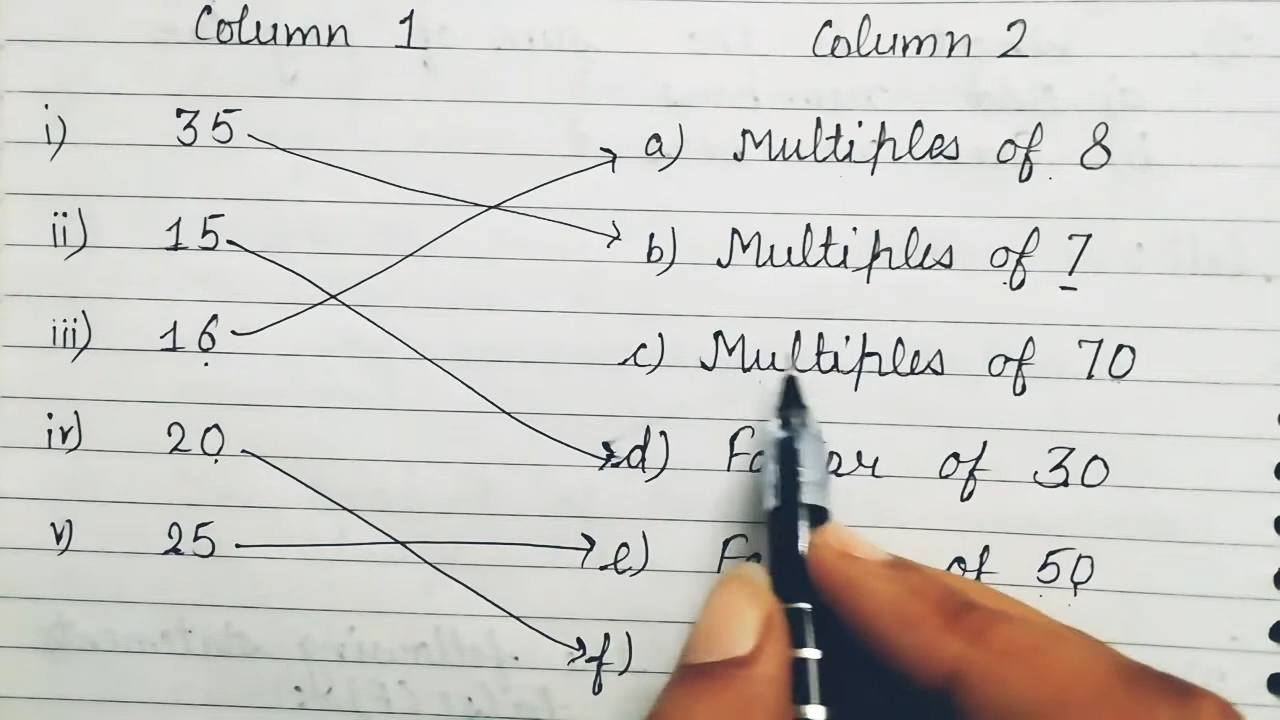 Column 1 Column 2
i) 35 a) Multiples of 8
ii) 15 b) Multiples of 7
iii) 16 c) Multiples of 70
iv) 20 d) of 30
v) 25 e) of 50
f)